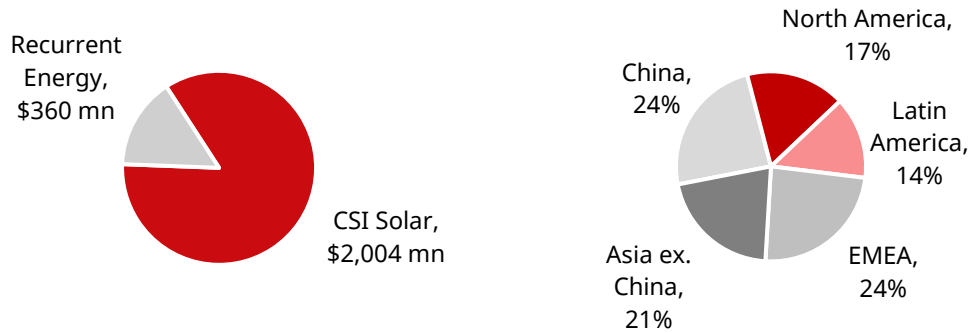 Recurrent
Energy,
$360 mn
CSI Solar,
$2,004 mn
North America,
17%
China,
24%
Latin
America,
14%
Asia ex.
China,
21%
EMEA,
24%